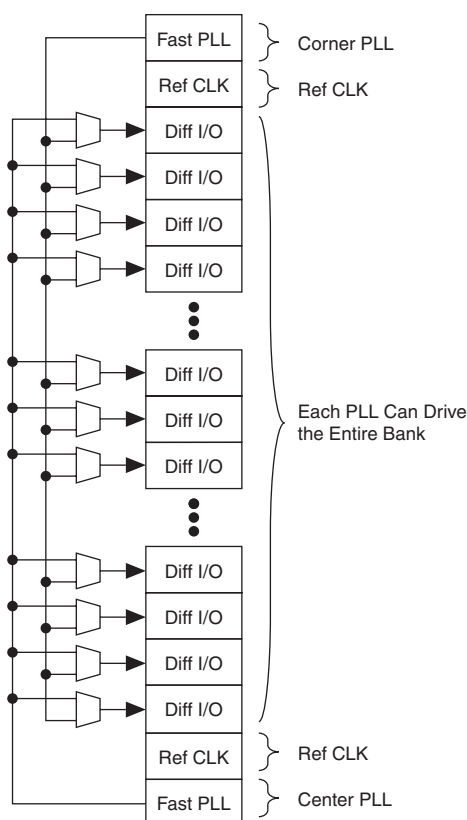 Fast PLL
Corner PLL
Ref CLK
Ref CLK
Diff I/O
Diff I/O
Diff I/O
Diff I/O
Diff I/O
Diff I/O
Diff I/O
Each PLL Can Drive
the Entire Bank
Diff I/O
Diff I/O
Diff I/O
Diff I/O
Ref CLK
Ref CLK
Fast PLL
Center PLL